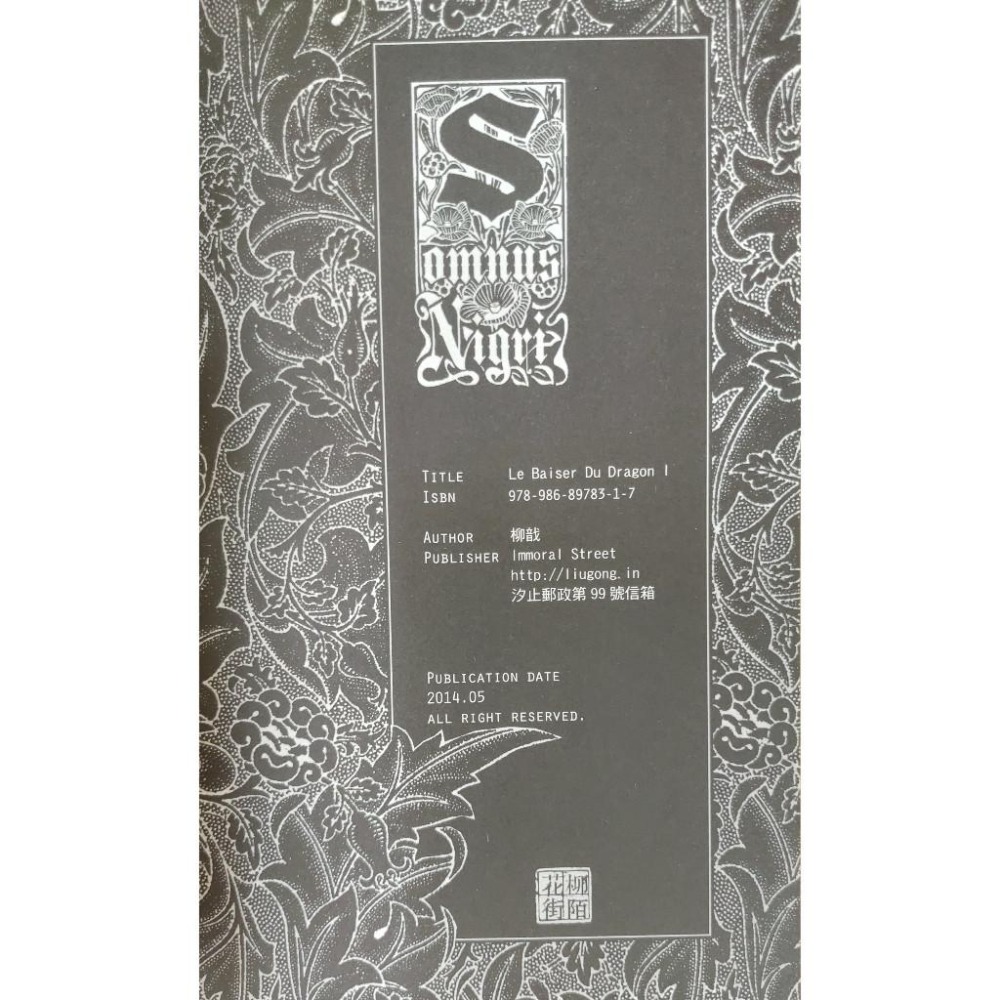 Somnus
Nigri
TITLE Le Baiser Du Dragon I
ISBN 978-986-89783-1-7
AUTHOR 柳戠
PUBLISHER Immoral Street
http://liugong.in
汐止郵政第 99 號信箱
PUBLICATION DATE
2014.05
ALL RIGHT RESERVED.
柳陌
花街